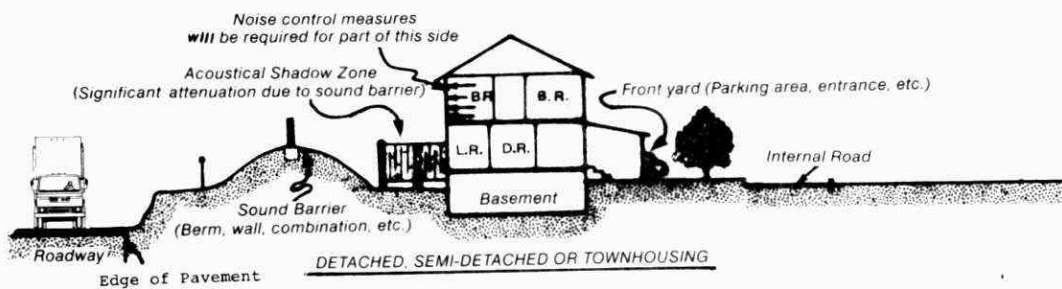 Noise control measures
will be required for part of this side
Acoustical Shadow Zone
(Significant attenuation due to sound barrier)
Front yard (Parking area, entrance, etc.)
B.R.
B.R.
L.R.
D.R.
Internal Road
Basement
Sound Barrier
(Berm, wall, combination, etc.)
Roadway
Edge of Pavement
DETACHED, SEMI-DETACHED OR TOWNHOUSING